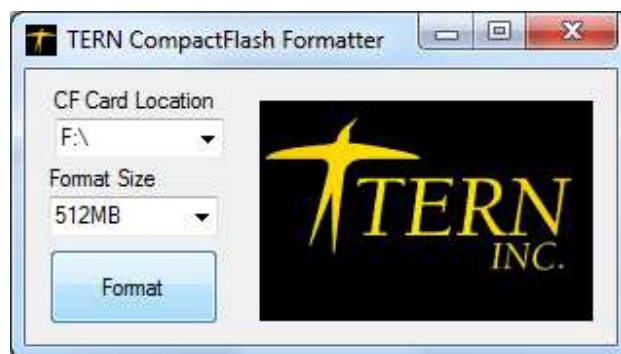 TERN CompactFlash Formatter
CF Card Location
F:\
Format Size
512MB
Format
TERN
INC.